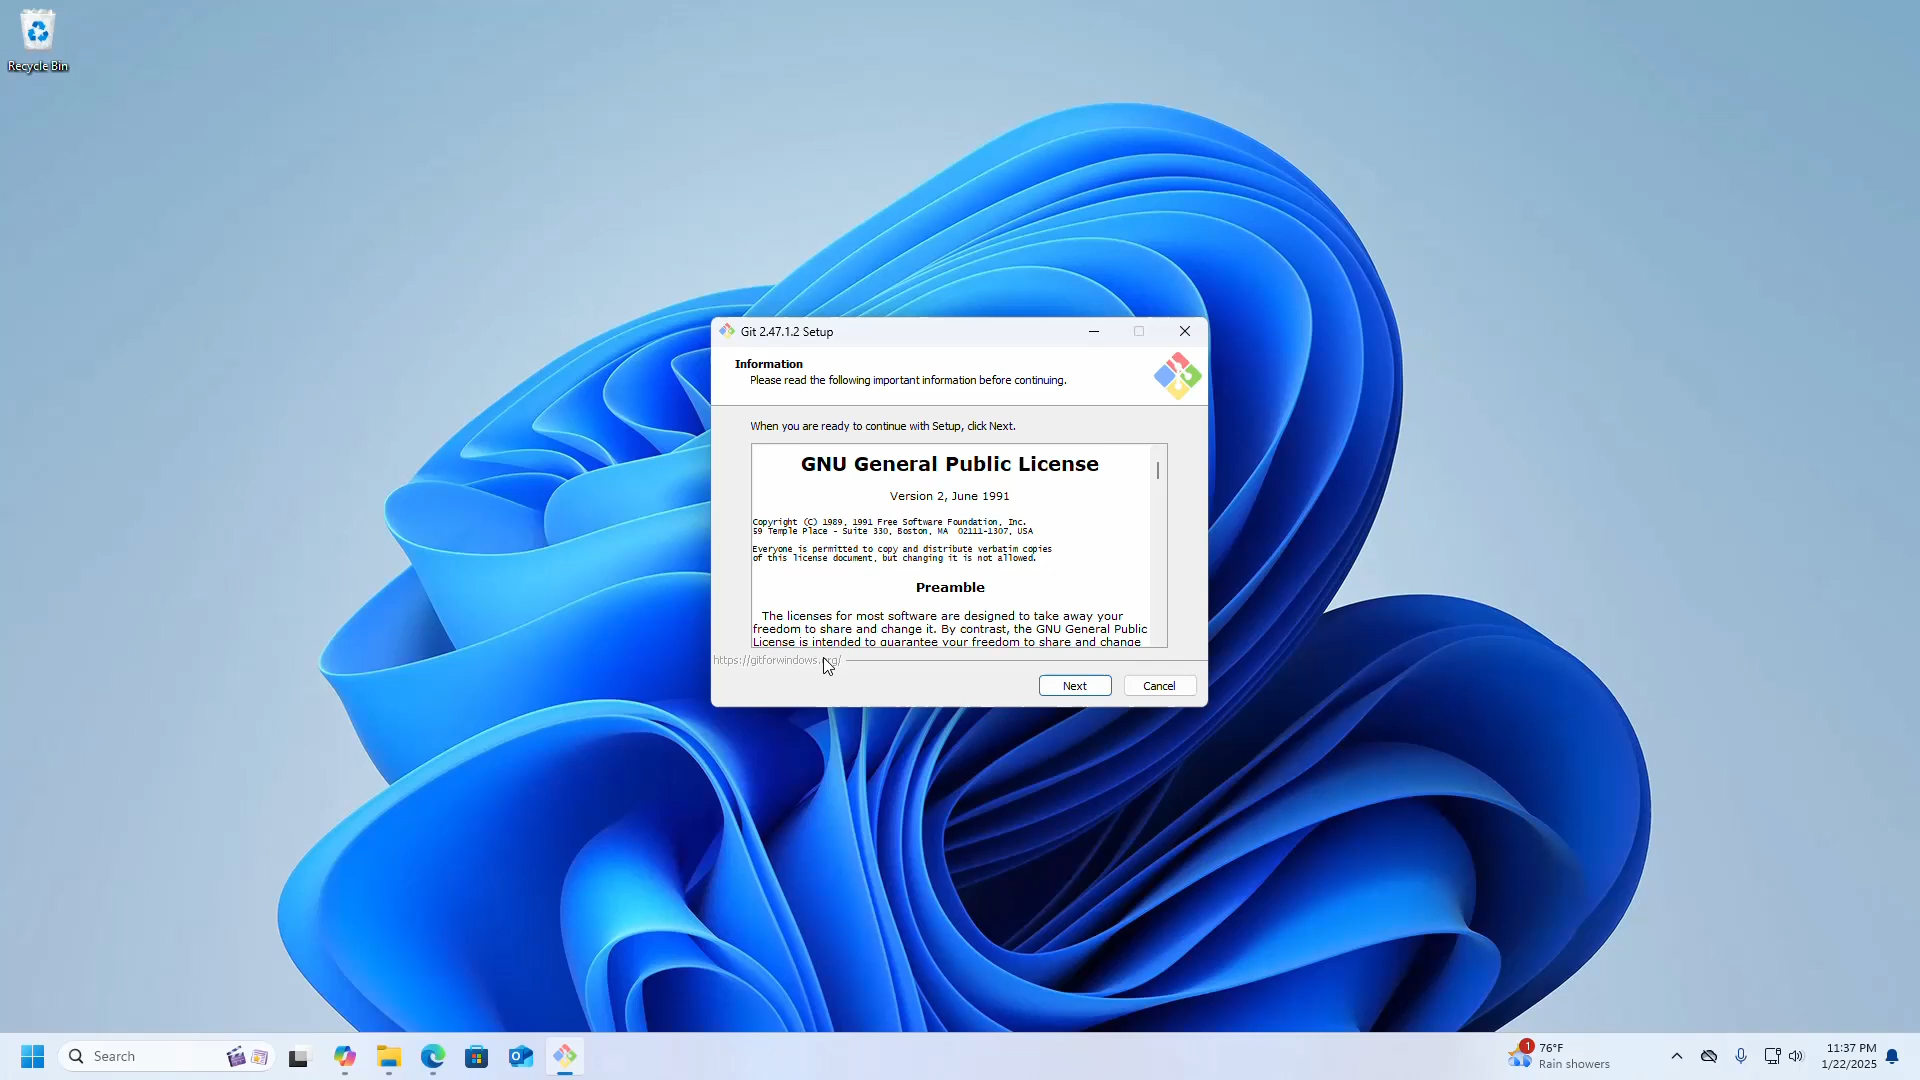 Recycle Bin
Git 2.47.1.2 Setup
Information
Please read the following important information before continuing.
When you are ready to continue with Setup, click Next.
GNU General Public License
Version 2, June 1991
Copyright (C) 1989, 1991 Free Software Foundation, Inc.
59 Temple Place - Suite 330, Boston, MA  02111-1307, USA
Everyone is permitted to copy and distribute verbatim copies
of this license document, but changing it is not allowed.
Preamble
The licenses for most software are designed to take away your
freedom to share and change it. By contrast, the GNU General Public
License is intended to guarantee your freedom to share and change
https://gitforwindows.org/
Next
Cancel
Search
1
76°F
Rain showers
11:37 PM
1/22/2025